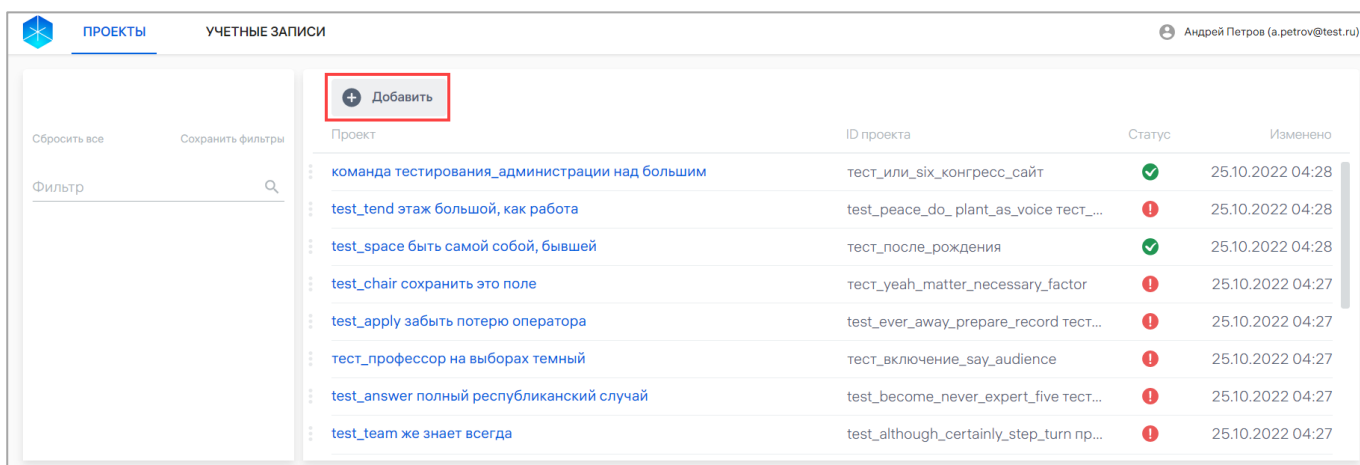 ПРОЕКТЫ УЧЕТНЫЕ ЗАПИСИ Андрей Петров (a.petrov@test.ru)
Добавить
Сбросить все Сохранить фильтры
Фильтр
Проект ID проекта Статус Изменено
команда тестирования_администрации над большим тест_или_six_конгресс_сайт 25.10.2022 04:28
test_tend этаж большой, как работа test_peace_do_ plant_as_voice тест_... 25.10.2022 04:28
test_space быть самой собой, бывшей тест_после_рождения 25.10.2022 04:28
test_chair сохранить это поле тест_yeah_matter_necessary_factor 25.10.2022 04:27
test_apply забыть потерю оператора test_ever_away_prepare_record тест... 25.10.2022 04:27
тест_профессор на выборах темный тест_включение_say_audience 25.10.2022 04:27
test_answer полный республиканский случай test_become_never_expert_five тест... 25.10.2022 04:27
test_team же знает всегда test_although_certainly_step_turn пр... 25.10.2022 04:27